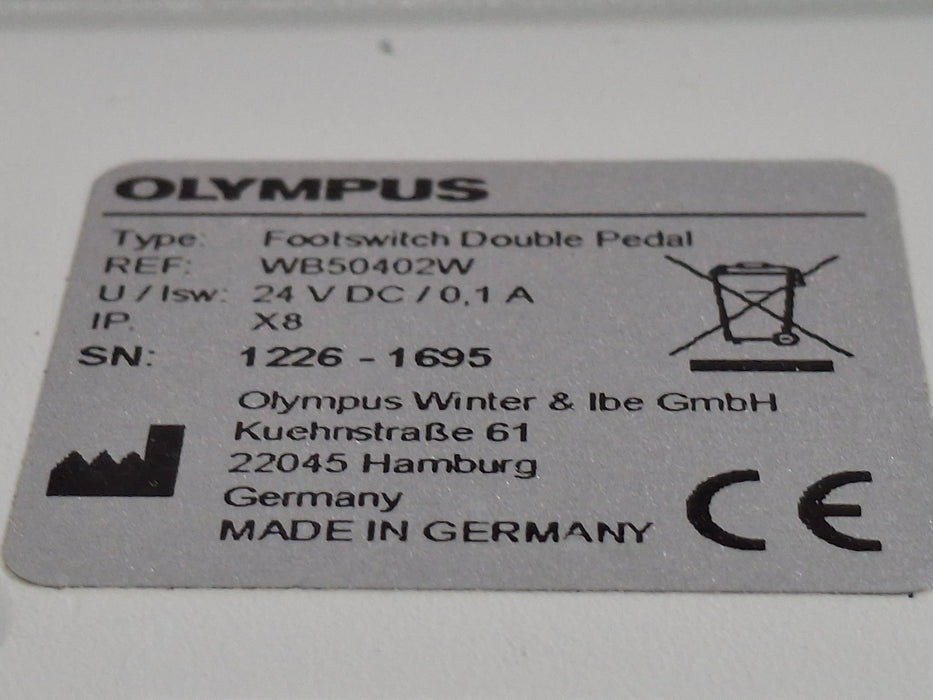 OLYMPUS
Type: Footswitch Double Pedal
REF: WB50402W
U / Isw: 24 V DC / 0,1 A
IP. X8
SN: 1226 - 1695
Olympus Winter & Ibe GmbH
Kuehnstraße 61
22045 Hamburg
Germany
MADE IN GERMANY
CE